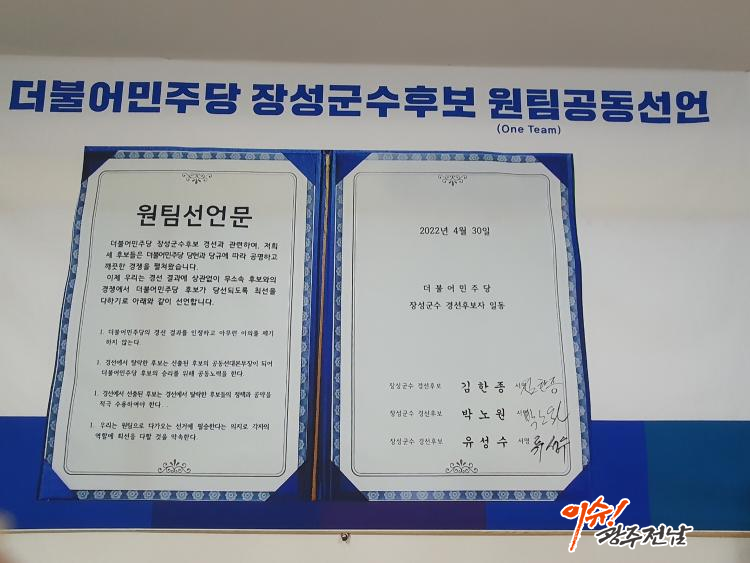 더불어민주당 장성군수후보 원팀공동선언
(One Team)
원팀선언문
더불어민주당 장성군수후보 경선과 관련하여, 저희
세 후보들은 더불어민주당 당헌과 당규에 따라 공명하고
깨끗한 경쟁을 펼쳐왔습니다.
이제 우리는 경선 결과에 상관없이 무소속 후보와의
경쟁에서 더불어민주당 후보가 당선되도록 최선을
다하기로 아래와 같이 선언합니다.
1. 더불어민주당의 경선 결과를 인정하고 아무런 이의를 제기
하지 않는다.
1. 경선에서 탈락한 후보는 선출된 후보의 공동선대본부장이 되어
더불어민주당 후보의 승리를 위해 공동노력을 한다.
1. 경선에서 선출된 후보는 경선에서 탈락한 후보들의 정책과 공약을
적극 수용하여야 한다.
1. 우리는 원팀으로 다가오는 선거에 필승한다는 의지로 각자의
역할에 최선을 다할 것을 약속한다.
2022년 4월 30일
더불어민주당
장성군수 경선후보자 일동
장성군수 경선후보 김한종 서명 김한종
장성군수 경선후보 박노원 서명 박노원
장성군수 경선후보 유성수 서명 유성수
이슈!
광주전남